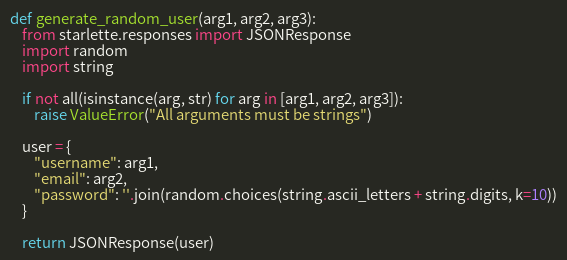 def generate_random_user(arg1, arg2, arg3):
    from starlette.responses import JSONResponse
    import random
    import string

    if not all(isinstance(arg, str) for arg in [arg1, arg2, arg3]):
        raise ValueError("All arguments must be strings")

    user = {
        "username": arg1,
        "email": arg2,
        "password": ''.join(random.choices(string.ascii_letters + string.digits, k=10))
    }

    return JSONResponse(user)